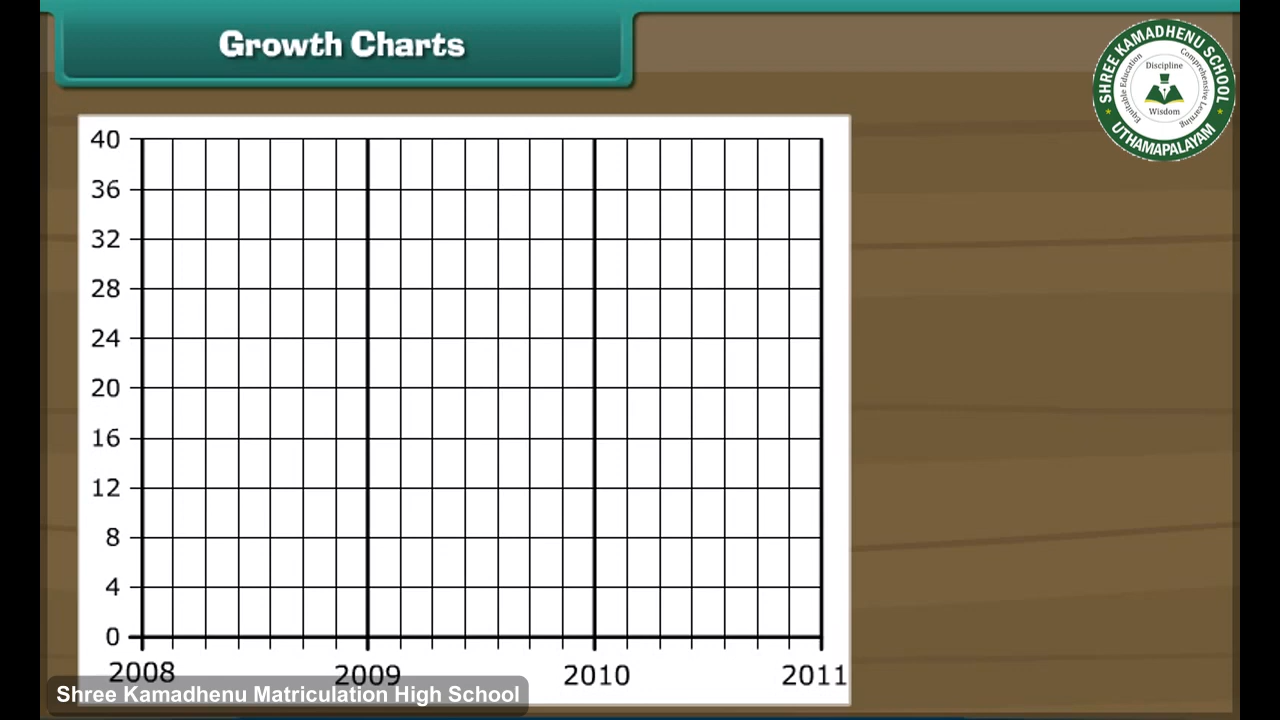 Growth Charts
SHREE KAMADHENU SCHOOL
Equitable Education
Discipline
Comprehensive Learning
Wisdom
UTHAMAPALAYAM
40
36
32
28
24
20
16
12
8
4
0
2008 2009 2010 2011
Shree Kamadhenu Matriculation High School